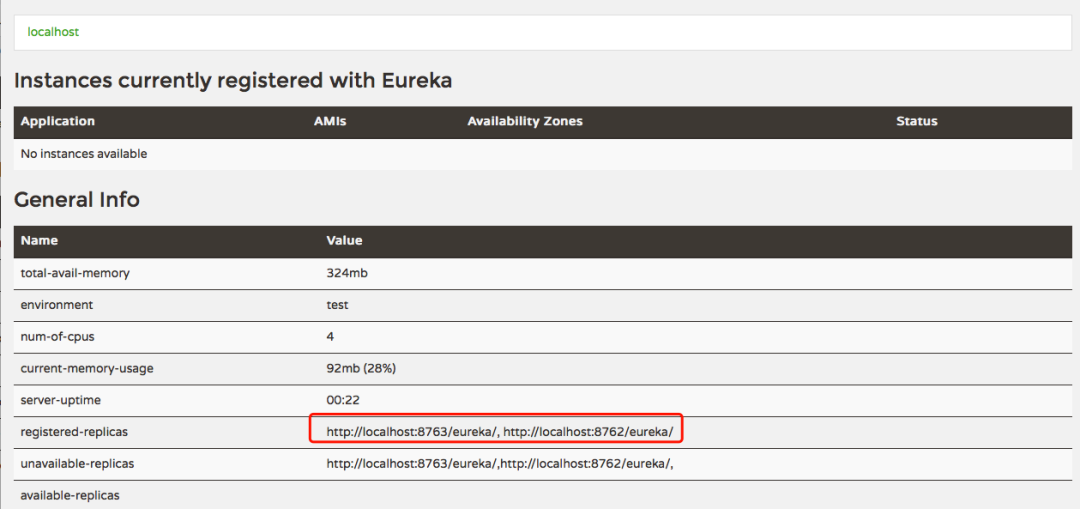 localhost
Instances currently registered with Eureka
Application AMIs Availability Zones Status
No instances available
General Info
Name Value
total-avail-memory 324mb
environment test
num-of-cpus 4
current-memory-usage 92mb (28%)
server-uptime 00:22
registered-replicas http://localhost:8763/eureka/, http://localhost:8762/eureka/
unavailable-replicas http://localhost:8763/eureka/,http://localhost:8762/eureka/,
available-replicas